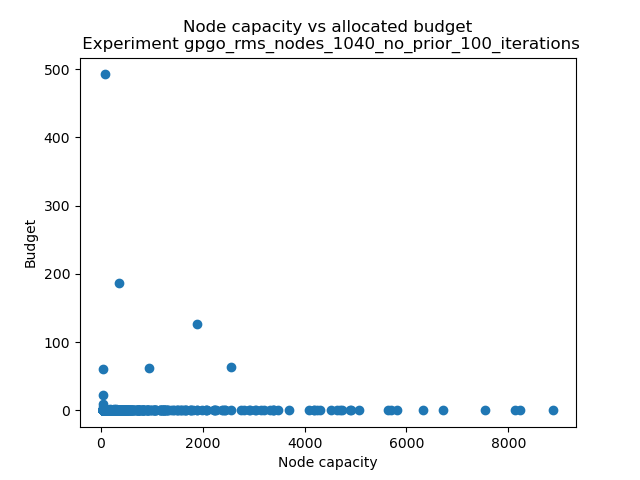 Node capacity vs allocated budget
Experiment gpgo_rms_nodes_1040_no_prior_100_iterations
500
400
300
200
100
0
Budget
0 2000 4000 6000 8000
Node capacity